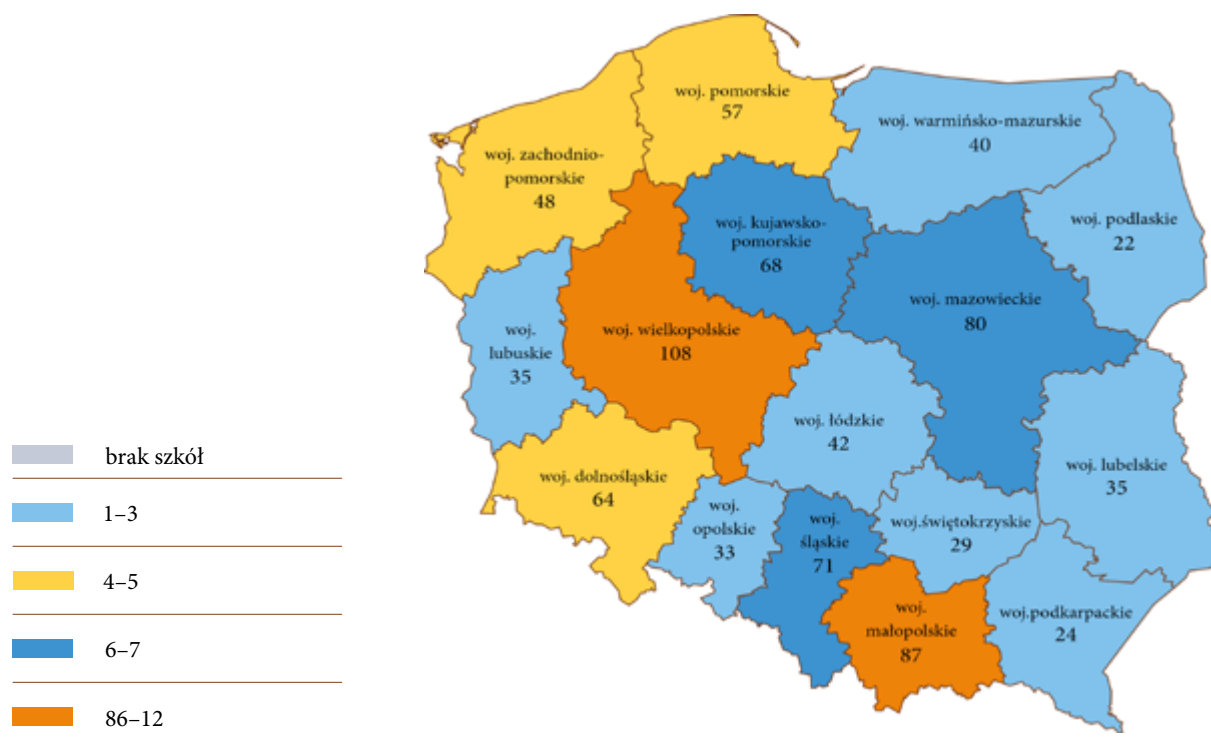 woj. pomorskie
57
woj. warmińsko-mazurskie
40
woj. zachodnio-
pomorskie
48
woj. podlaskie
22
woj. kujawsko-
pomorskie
68
woj. mazowieckie
80
woj. wielkopolskie
108
woj.
lubuskie
35
woj. łódzkie
42
woj. lubelskie
35
woj. dolnośląskie
64
woj.
opolskie
33
woj.
śląskie
71
woj.świętokrzyskie
29
woj.
małopolskie
87
woj.podkarpackie
24
brak szkół
1–3
4–5
6–7
86–12